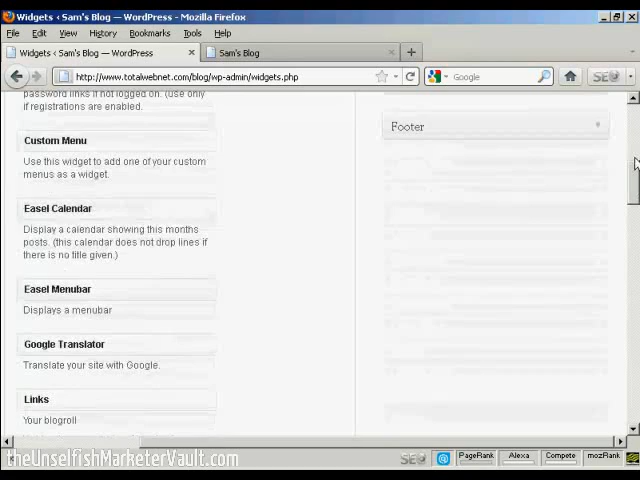 Widgets ‹ Sam's Blog — WordPress - Mozilla Firefox
File Edit View History Bookmarks Tools Help
Widgets ‹ Sam's Blog — WordPress
Sam's Blog
http://www.totalwebnet.com/blog/wp-admin/widgets.php
Google
SE
password links if not logged on. (use only
if registrations are enabled.
Footer
Custom Menu
Use this widget to add one of your custom
menus as a widget.
Easel Calendar
Display a calendar showing this months
posts. (this calendar does not drop lines if
there is no title given.)
Easel Menubar
Displays a menubar
Google Translator
Translate your site with Google.
Links
Your blogroll
theUnselfishMarketerVault.com
SE
PageRank
Alexa
Compete
mozRank